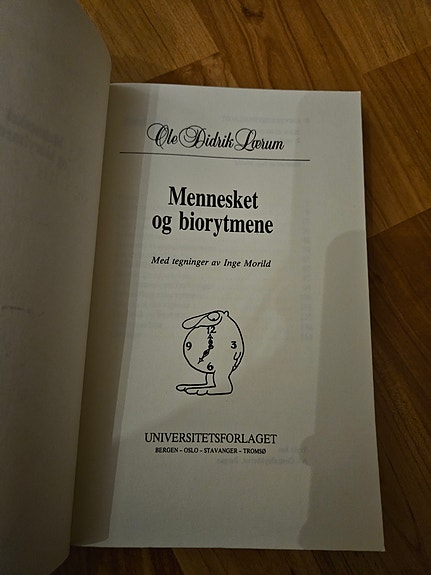 Ole Didrik Lærum
Mennesket
og biorytmene
Med tegninger av Inge Morild
12
9 3
6
UNIVERSITETSFORLAGET
BERGEN – OSLO – STAVANGER – TROMSØ